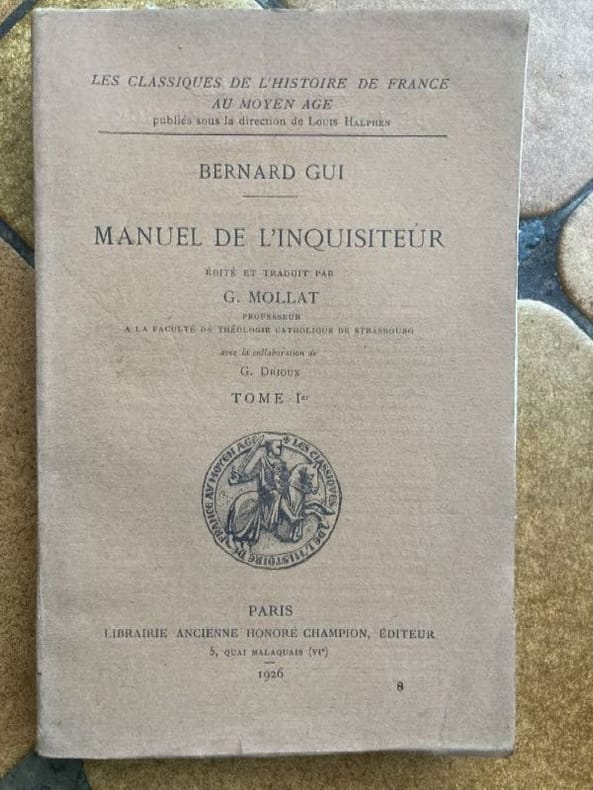 LES CLASSIQUES DE L'HISTOIRE DE FRANCE
AU MOYEN AGE
publiés sous la direction de LOUIS HALPHEN
BERNARD GUI
MANUEL DE L'INQUISITEUR
ÉDITÉ ET TRADUIT PAR
G. MOLLAT
PROFESSEUR
A LA FACULTÉ DE THÉOLOGIE CATHOLIQUE DE STRASBOURG
avec la collaboration de
G. DRIOUX
TOME Ier
LES CLASSIQUES DE L'HISTOIRE DE FRANCE AU MOYEN AGE
PARIS
LIBRAIRIE ANCIENNE HONORÉ CHAMPION, ÉDITEUR
5, QUAI MALAQUAIS (VIe)
1926
8